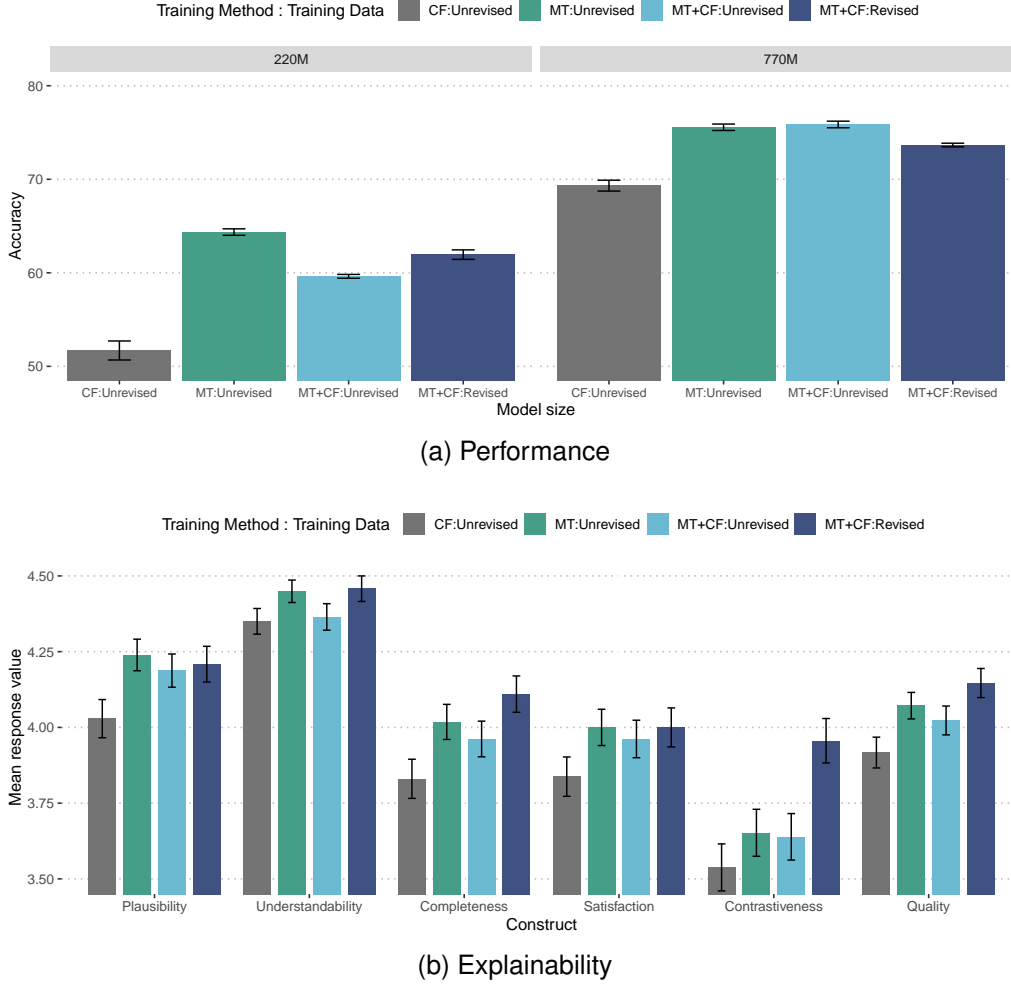 Training Method : Training Data CF:Unrevised MT:Unrevised MT+CF:Unrevised MT+CF:Revised
220M 770M
80
70
60
50
Accuracy
CF:Unrevised MT:Unrevised MT+CF:Unrevised MT+CF:Revised CF:Unrevised MT:Unrevised MT+CF:Unrevised MT+CF:Revised
Model size
(a) Performance
Training Method : Training Data CF:Unrevised MT:Unrevised MT+CF:Unrevised MT+CF:Revised
4.50
4.25
4.00
3.75
3.50
Mean response value
Plausibility Understandability Completeness Satisfaction Contrastiveness Quality
Construct
(b) Explainability